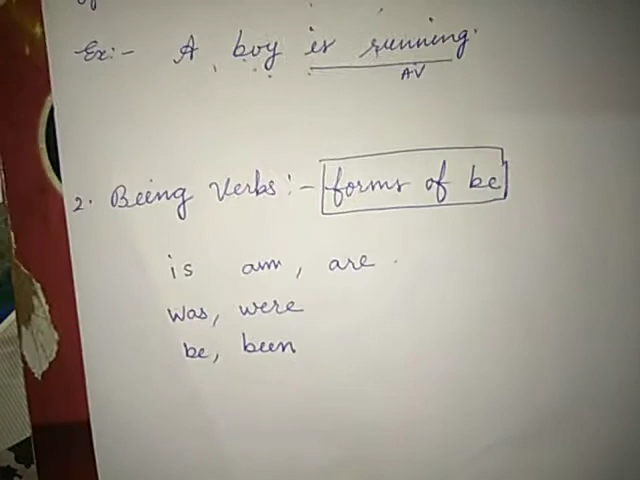 Ex:- A boy is running.
AV
2. Being Verbs:- forms of be
is am, are.
was, were
be, been